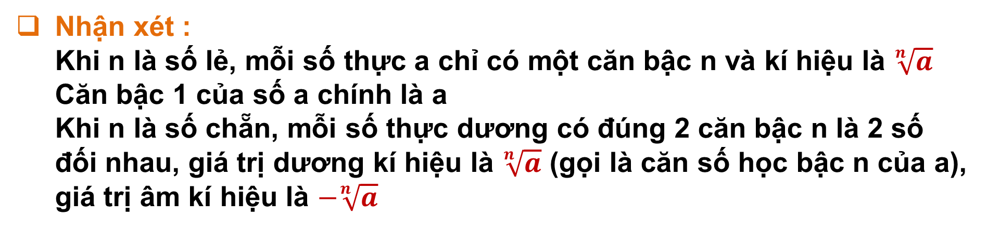 ❑ Nhận xét :
Khi n là số lẻ, mỗi số thực a chỉ có một căn bậc n và kí hiệu là $\sqrt[n]{a}$
Căn bậc 1 của số a chính là a
Khi n là số chẵn, mỗi số thực dương có đúng 2 căn bậc n là 2 số
đối nhau, giá trị dương kí hiệu là $\sqrt[n]{a}$ (gọi là căn số học bậc n của a),
giá trị âm kí hiệu là $-\sqrt[n]{a}$